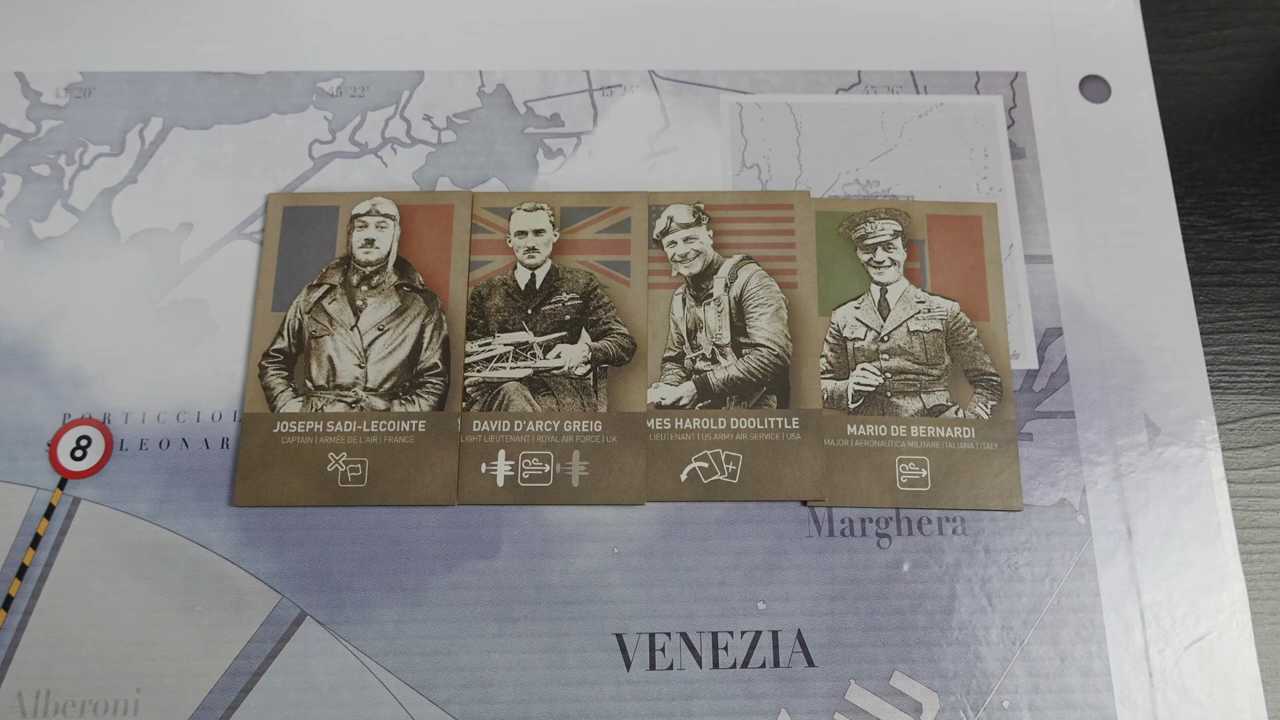 45°20'
45°22'
45°24'
45°26'
JOSEPH SADI-LECOINTE
CAPTAIN | ARMÉE DE L'AIR | FRANCE
DAVID D'ARCY GREIG
LIGHT LIEUTENANT | ROYAL AIR FORCE | UK
MES HAROLD DOOLITTLE
LIEUTENANT | US ARMY AIR SERVICE | USA
MARIO DE BERNARDI
MAJOR | AERONAUTICA MILITARE ITALIANA | ITALY
PORTICCIOL
S LEONAR
8
Marghera
VENEZIA
Alberoni